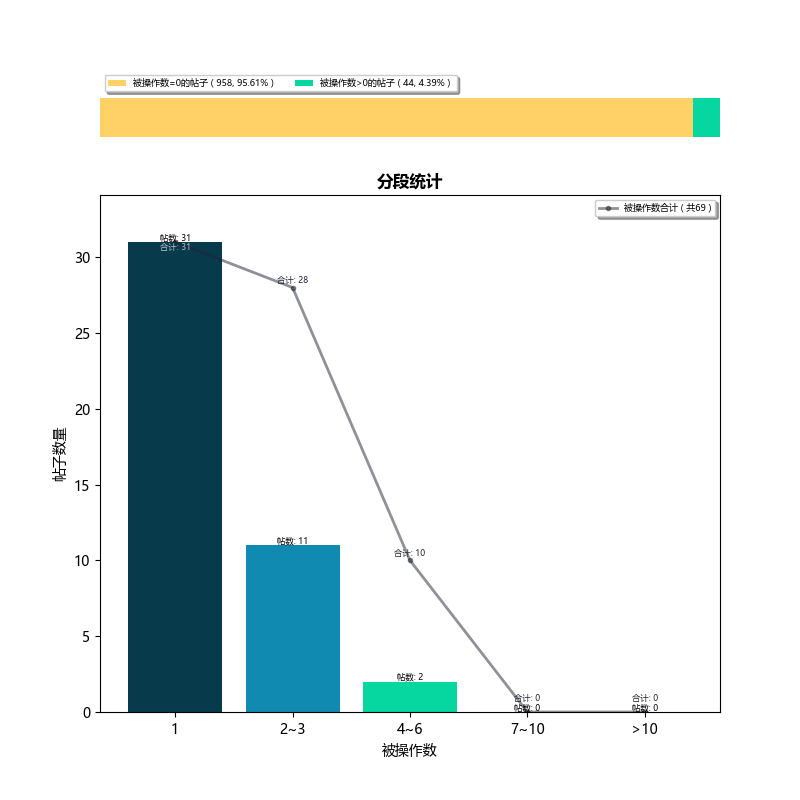 被操作数=0的帖子 ( 958, 95.61% ) 被操作数>0的帖子 ( 44, 4.39% )
分段统计
被操作数合计 ( 共69 )
帖数: 31
合计: 31
合计: 28
帖数: 11
合计: 10
帖数: 2
合计: 0
帖数: 0
合计: 0
帖数: 0
30
25
20
15
10
5
0
帖子数量
1 2~3 4~6 7~10 >10
被操作数